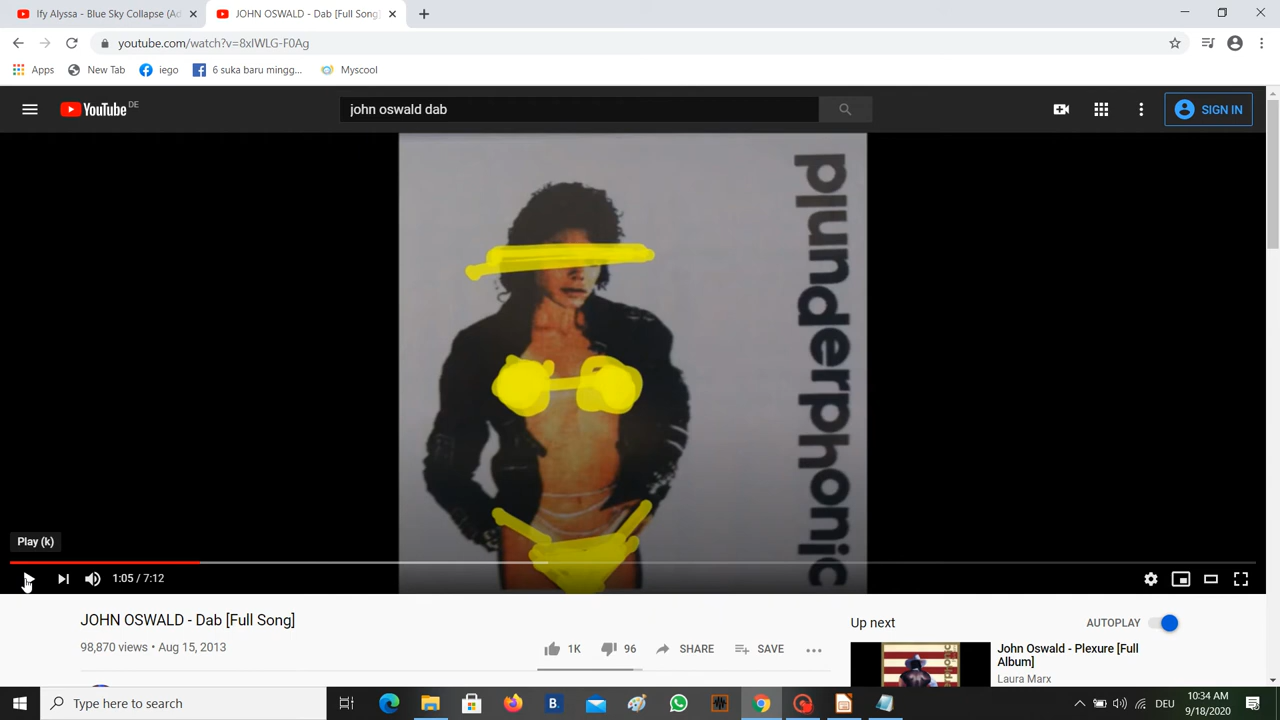 Ify Alyssa - Blue Sky Collapse (Ad
JOHN OSWALD - Dab [Full Song]
youtube.com/watch?v=8xlWLG-F0Ag
Apps
New Tab
iego
6 suka baru mingg...
Myscool
YouTube DE
john oswald dab
SIGN IN
plunderphonic
Play (k)
1:05 / 7:12
JOHN OSWALD - Dab [Full Song]
98,870 views • Aug 15, 2013
1K
96
SHARE
SAVE
Up next
AUTOPLAY
John Oswald - Plexure [Full
Album]
Laura Marx
Type here to search
DEU
10:34 AM
9/18/2020